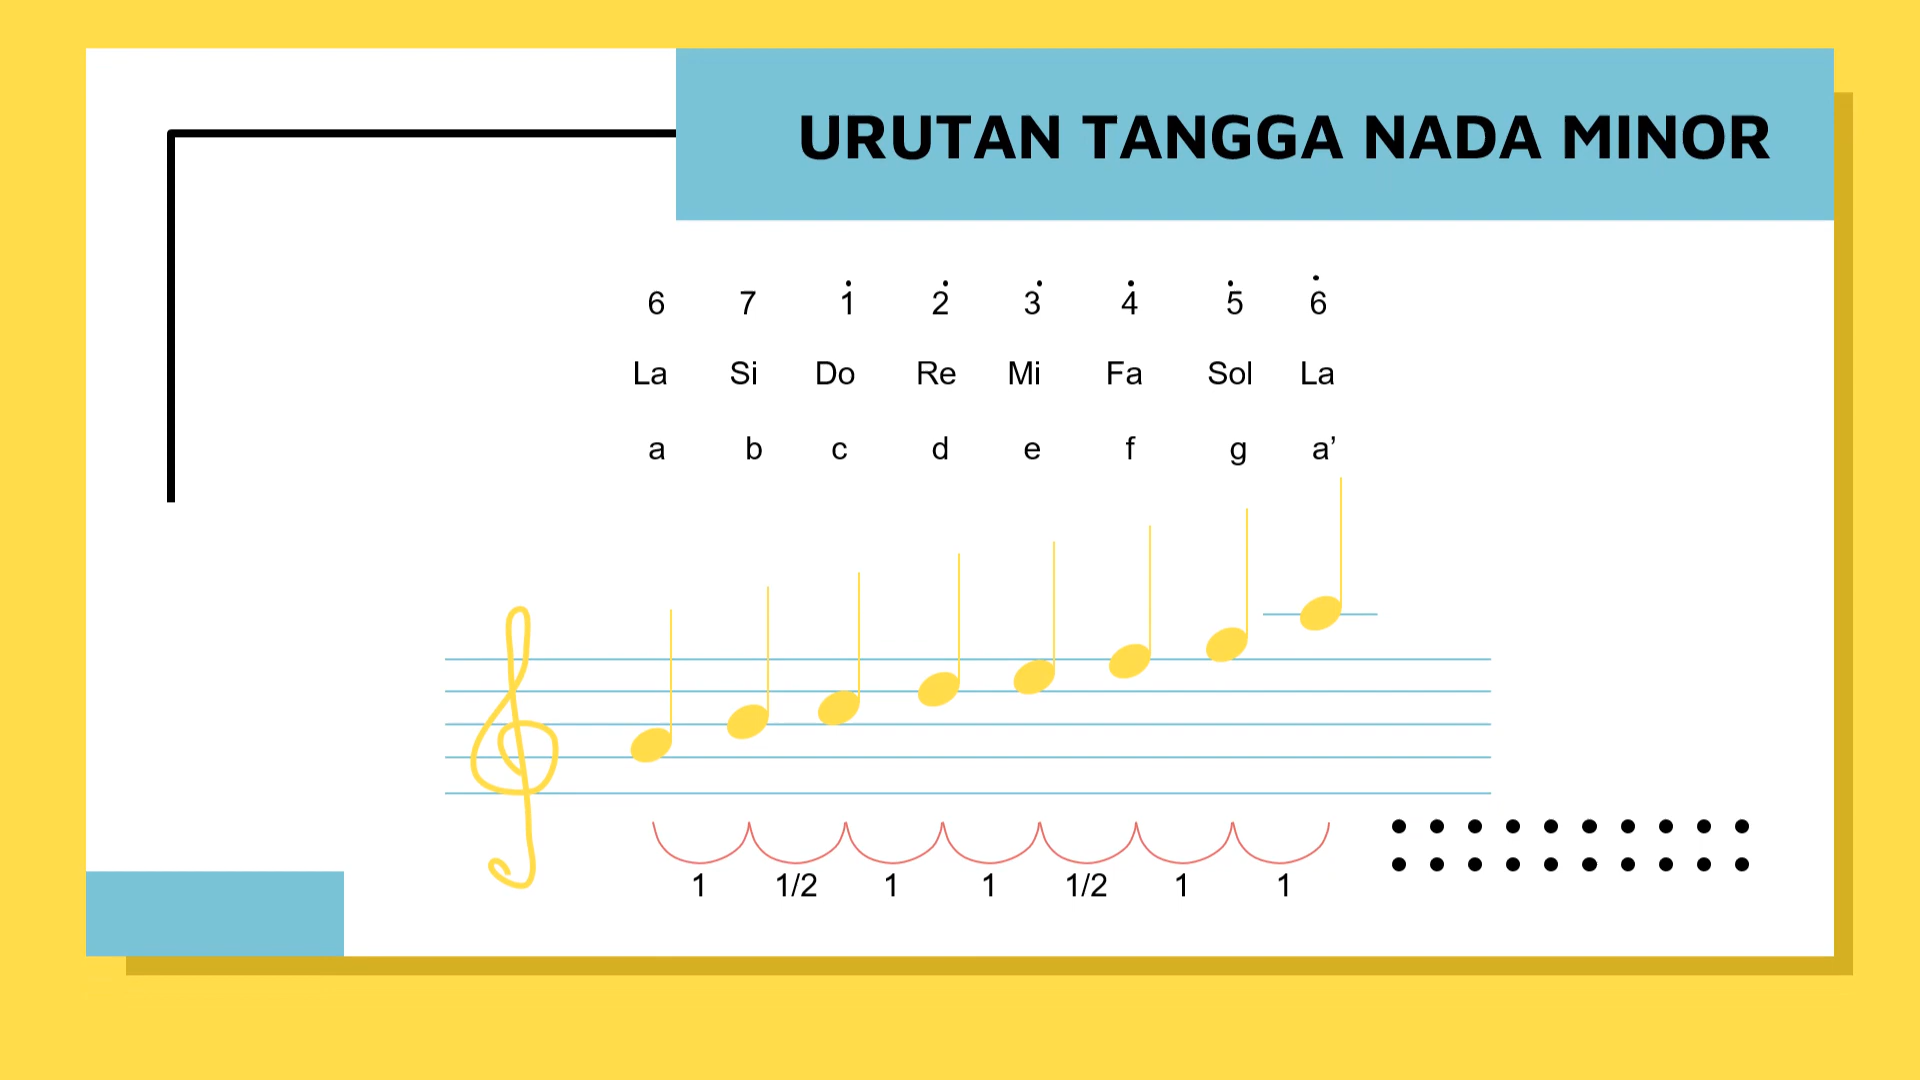 URUTAN TANGGA NADA MINOR
6 7 1̇ 2̇ 3̇ 4̇ 5̇ 6̇
La Si Do Re Mi Fa Sol La
a b c d e f g a’
1 1/2 1 1 1/2 1 1